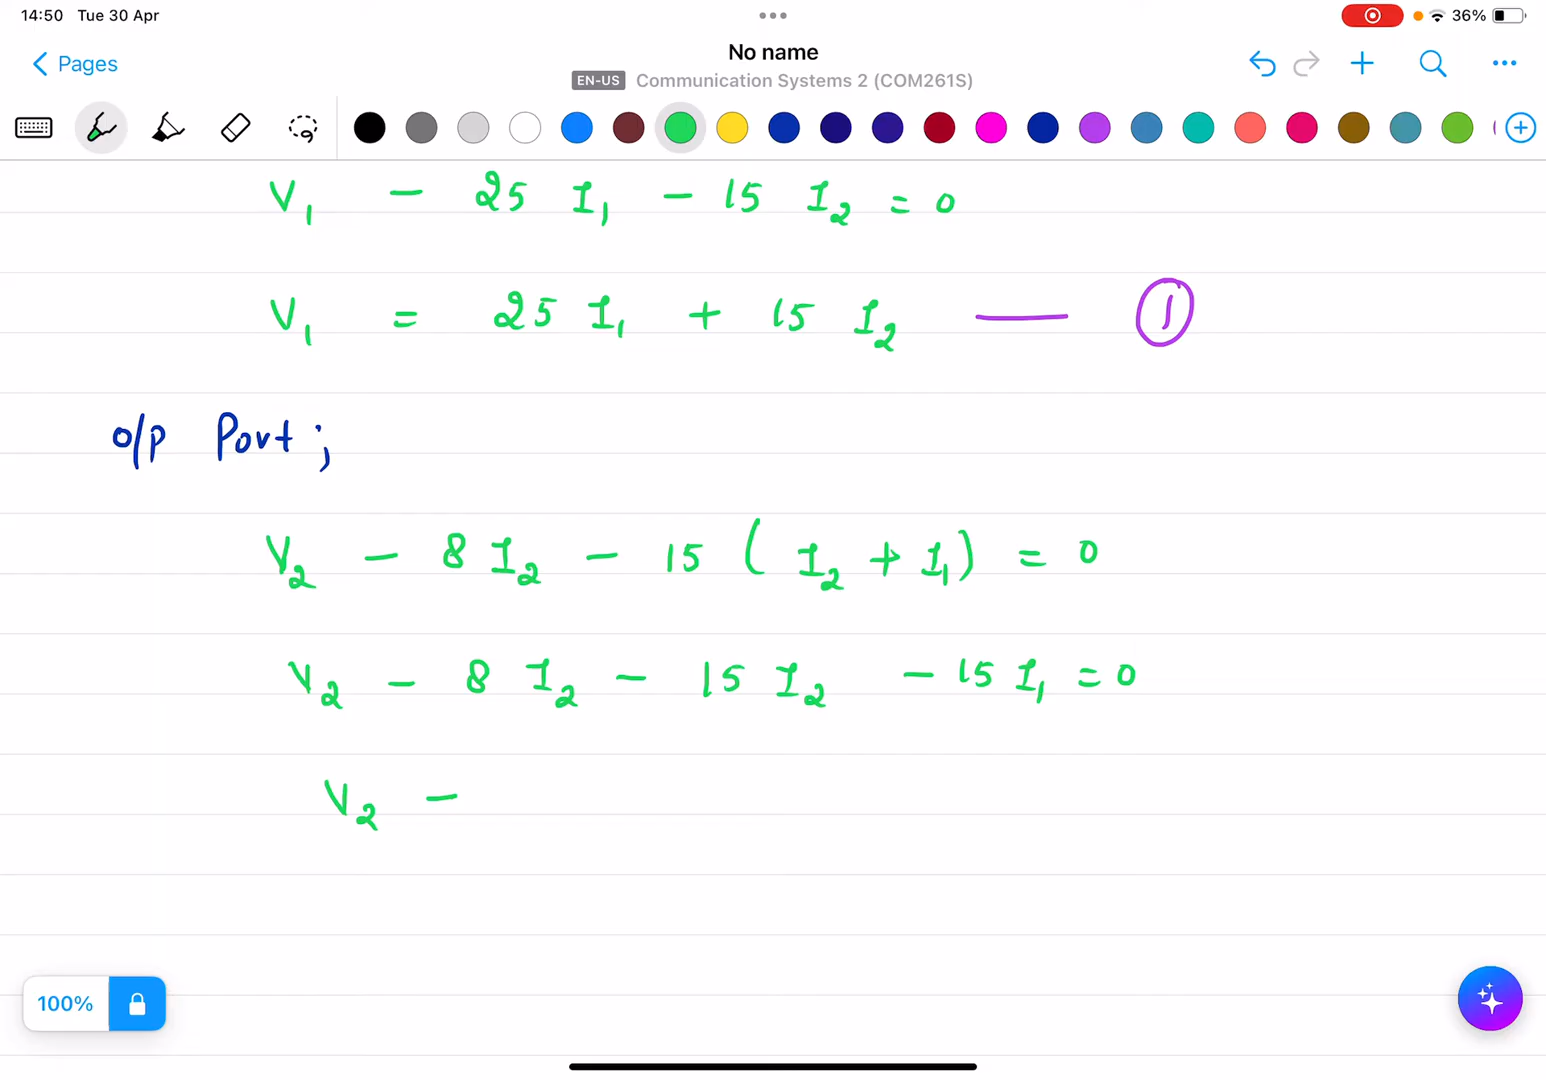 14:50 Tue 30 Apr
36%
Pages
No name
EN-US Communication Systems 2 (COM261S)
V₁ - 25 I₁ - 15 I₂ = 0
V₁ = 25 I₁ + 15 I₂ — ①
o/p Port ;
V₂ - 8 I₂ - 15 ( I₂ + I₁ ) = 0
V₂ - 8 I₂ - 15 I₂ - 15 I₁ = 0
V₂ -
100%